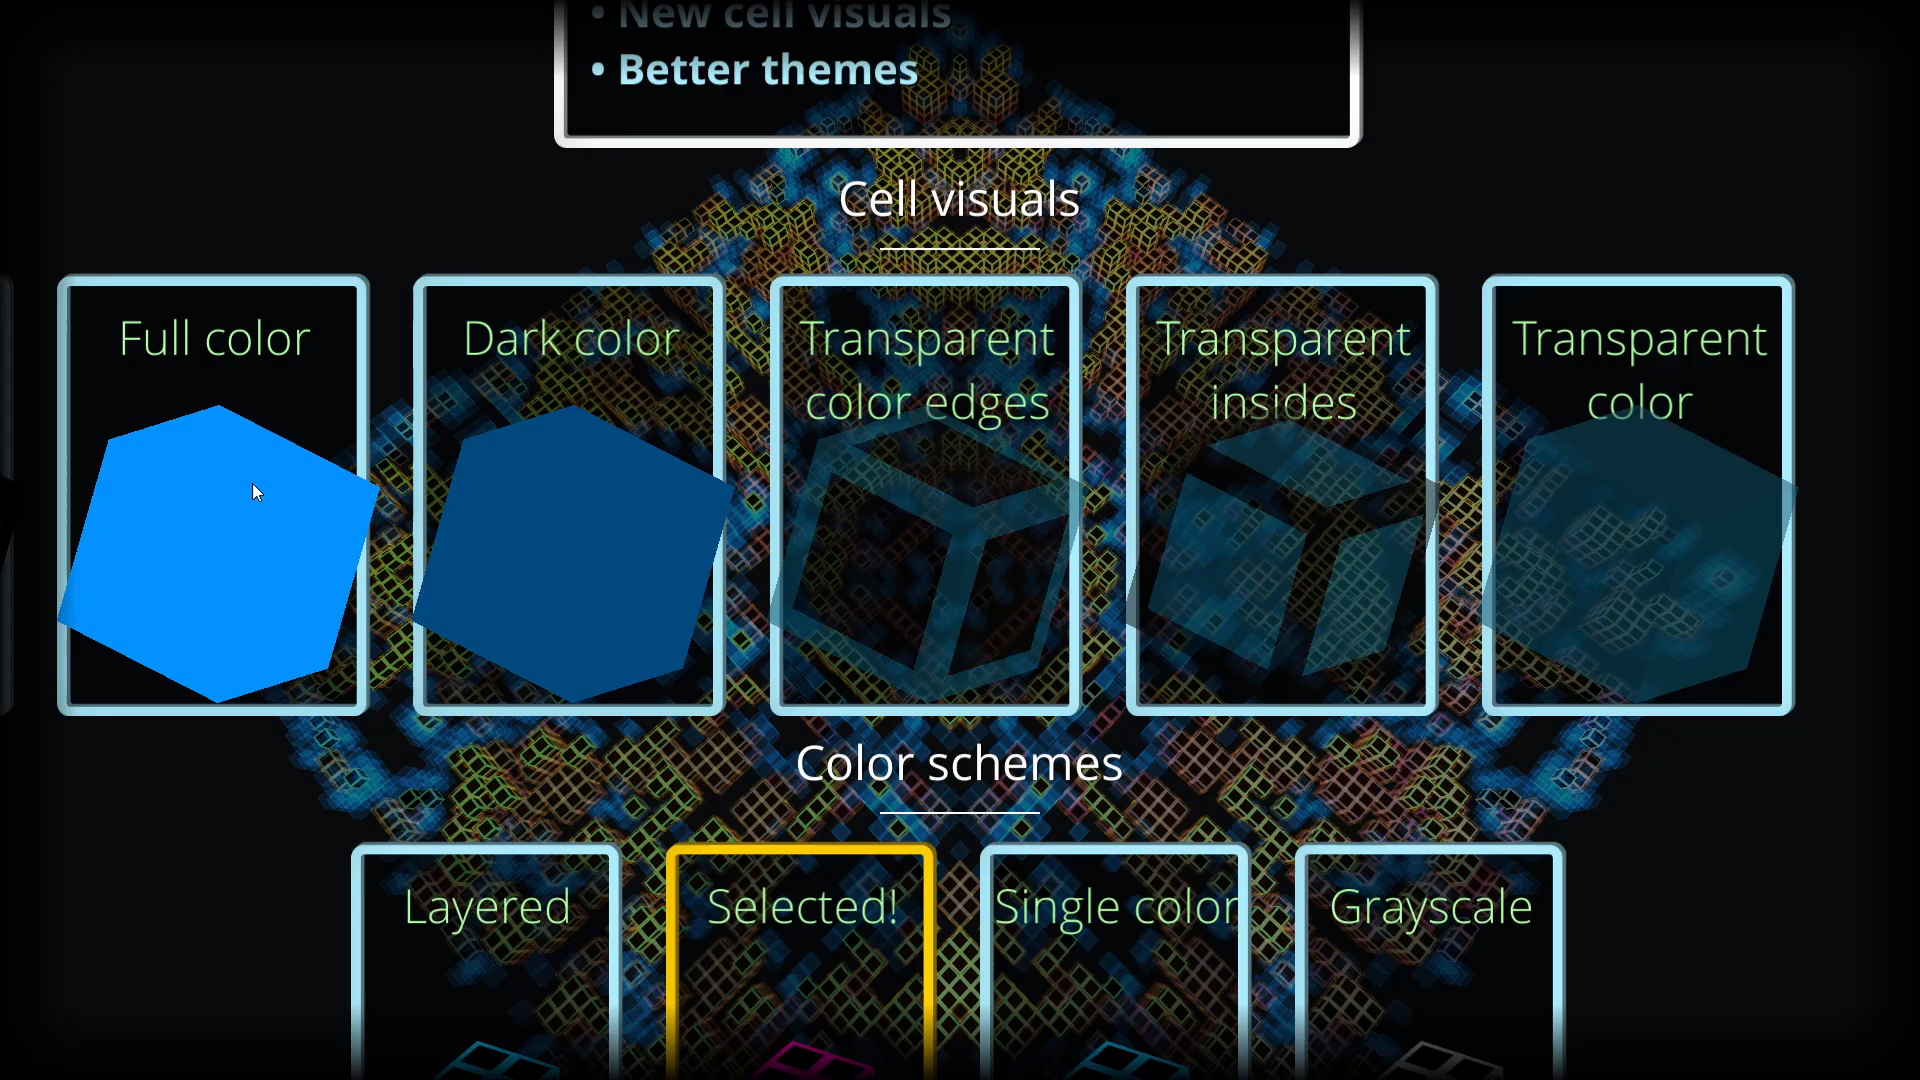 • New cell visuals
• Better themes
Cell visuals
Full color
Dark color
Transparent
color edges
Transparent
insides
Transparent
color
Color schemes
Layered
Selected!
Single color
Grayscale